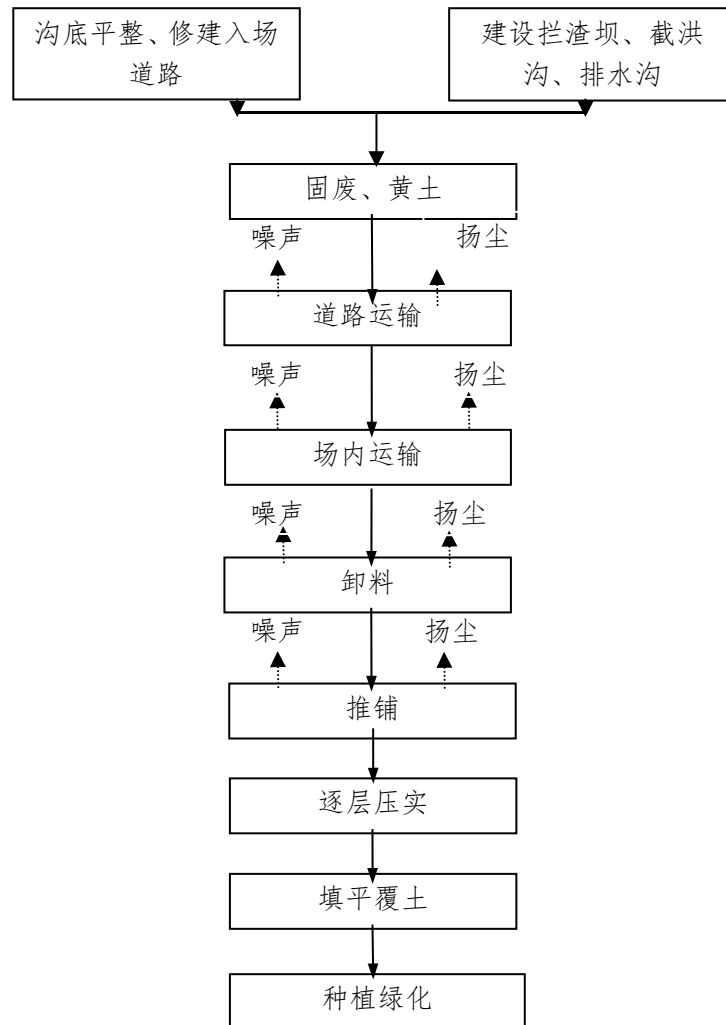 沟底平整、修建入场
道路
建设拦渣坝、截洪
沟、排水沟
固废、黄土
噪声
扬尘
道路运输
噪声
扬尘
场内运输
噪声
扬尘
卸料
噪声
扬尘
推铺
逐层压实
填平覆土
种植绿化